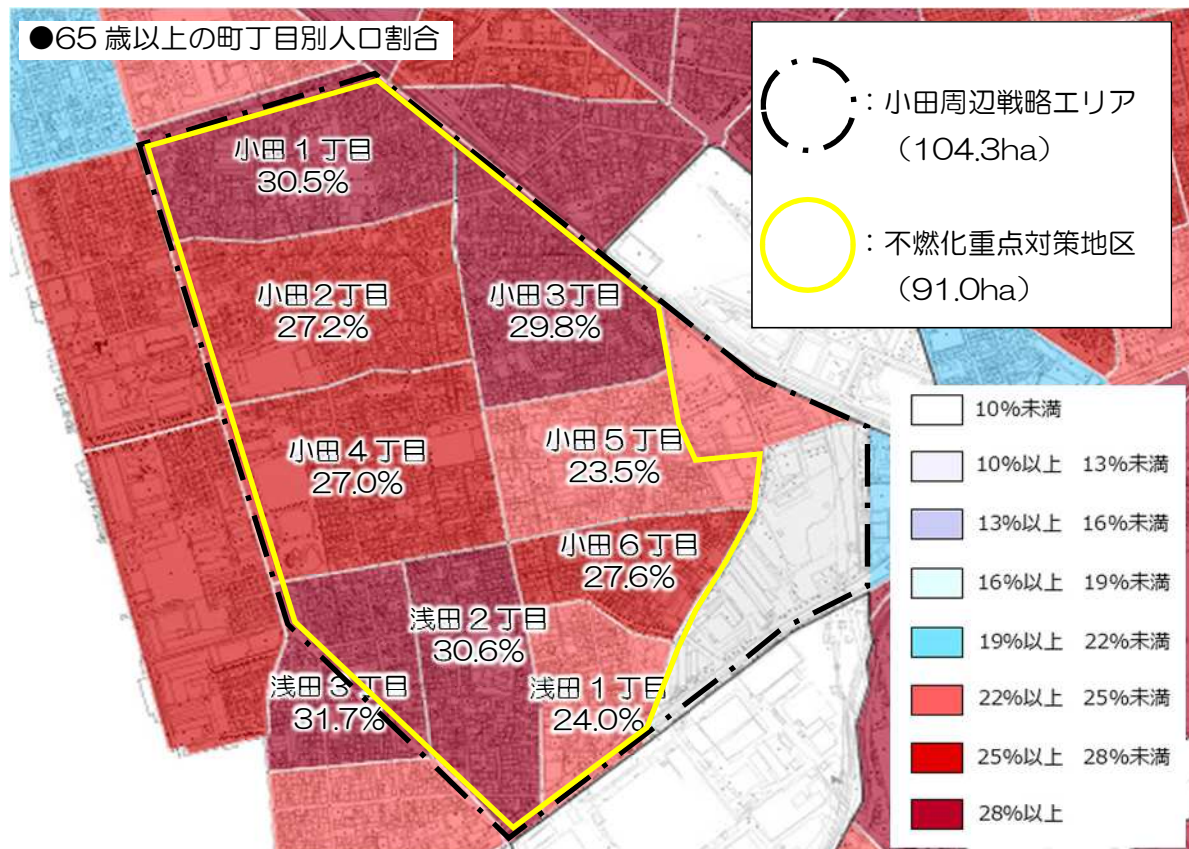 ●65歳以上の町丁目別人口割合
：小田周辺戦略エリア
（104.3ha）
：不燃化重点対策地区
（91.0ha）
小田１丁目
30.5%
小田２丁目
27.2%
小田３丁目
29.8%
小田４丁目
27.0%
小田５丁目
23.5%
小田６丁目
27.6%
浅田２丁目
30.6%
浅田３丁目
31.7%
浅田１丁目
24.0%
10%未満
10%以上　13%未満
13%以上　16%未満
16%以上　19%未満
19%以上　22%未満
22%以上　25%未満
25%以上　28%未満
28%以上